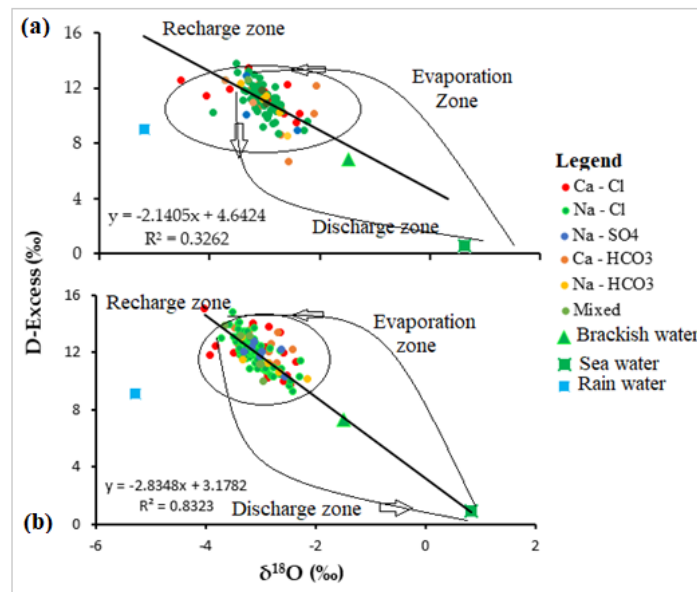 (a)
Recharge zone
16
12
8
4
0
Evaporation
Zone
y = -2.1405x + 4.6424
R² = 0.3262
Discharge zone
D-Excess (‰)
Legend
Ca - Cl
Na - Cl
Na - SO4
Ca - HCO3
Na - HCO3
Mixed
Brackish water
Sea water
Rain water
16
12
8
4
0
Recharge zone
Evaporation
zone
y = -2.8348x + 3.1782
R² = 0.8323
Discharge zone
(b)
-6
-4
-2
0
2
δ¹⁸O (‰)